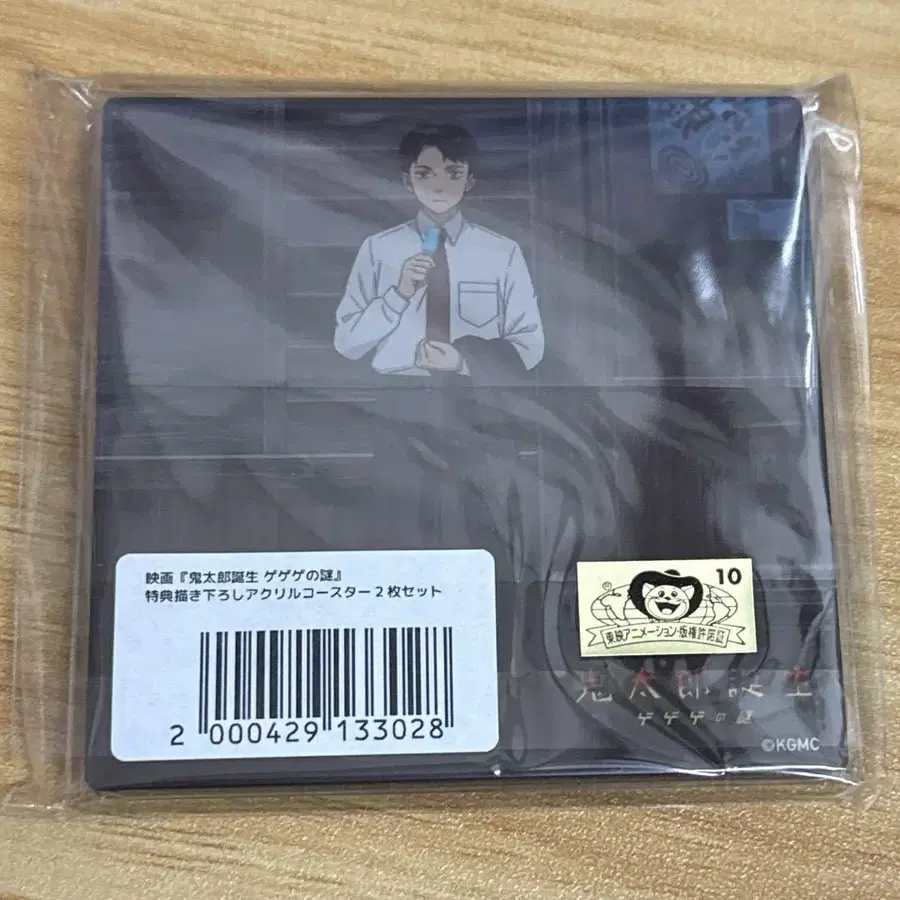 映画『鬼太郎誕生 ゲゲゲの謎』
特典描き下ろしアクリルコースター2枚セット
2 000429 133028
10
東映アニメーション・版権許諾証
鬼太郎誕生
ゲゲゲの謎
©KGMC